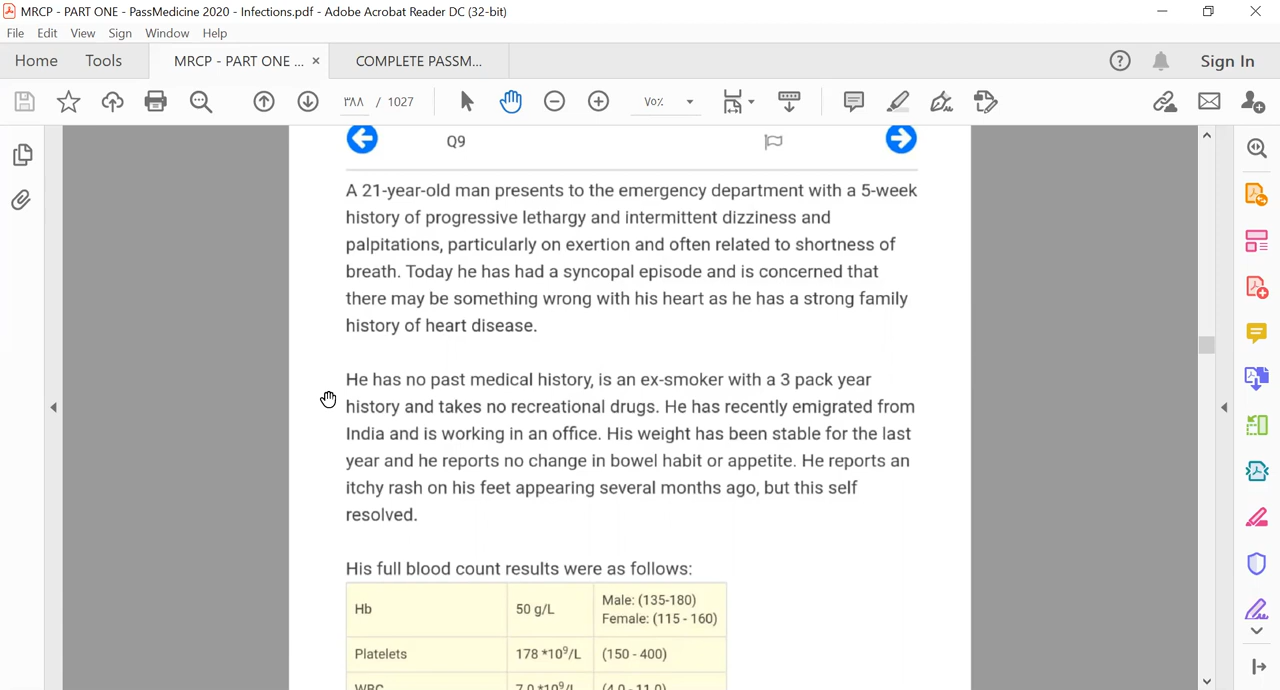 MRCP - PART ONE - PassMedicine 2020 - Infections.pdf - Adobe Acrobat Reader DC (32-bit)
File Edit View Sign Window Help
Home Tools MRCP - PART ONE ... × COMPLETE PASSM... Sign In
٣٨٨ / 1027 ٧٥%
Q9
A 21-year-old man presents to the emergency department with a 5-week
history of progressive lethargy and intermittent dizziness and
palpitations, particularly on exertion and often related to shortness of
breath. Today he has had a syncopal episode and is concerned that
there may be something wrong with his heart as he has a strong family
history of heart disease.
He has no past medical history, is an ex-smoker with a 3 pack year
history and takes no recreational drugs. He has recently emigrated from
India and is working in an office. His weight has been stable for the last
year and he reports no change in bowel habit or appetite. He reports an
itchy rash on his feet appearing several months ago, but this self
resolved.
His full blood count results were as follows:
Hb 50 g/L Male: (135-180)
Female: (115 - 160)
Platelets 178 *10⁹/L (150 - 400)
WBC 7.0 *10⁹/L (4.0 - 11.0)